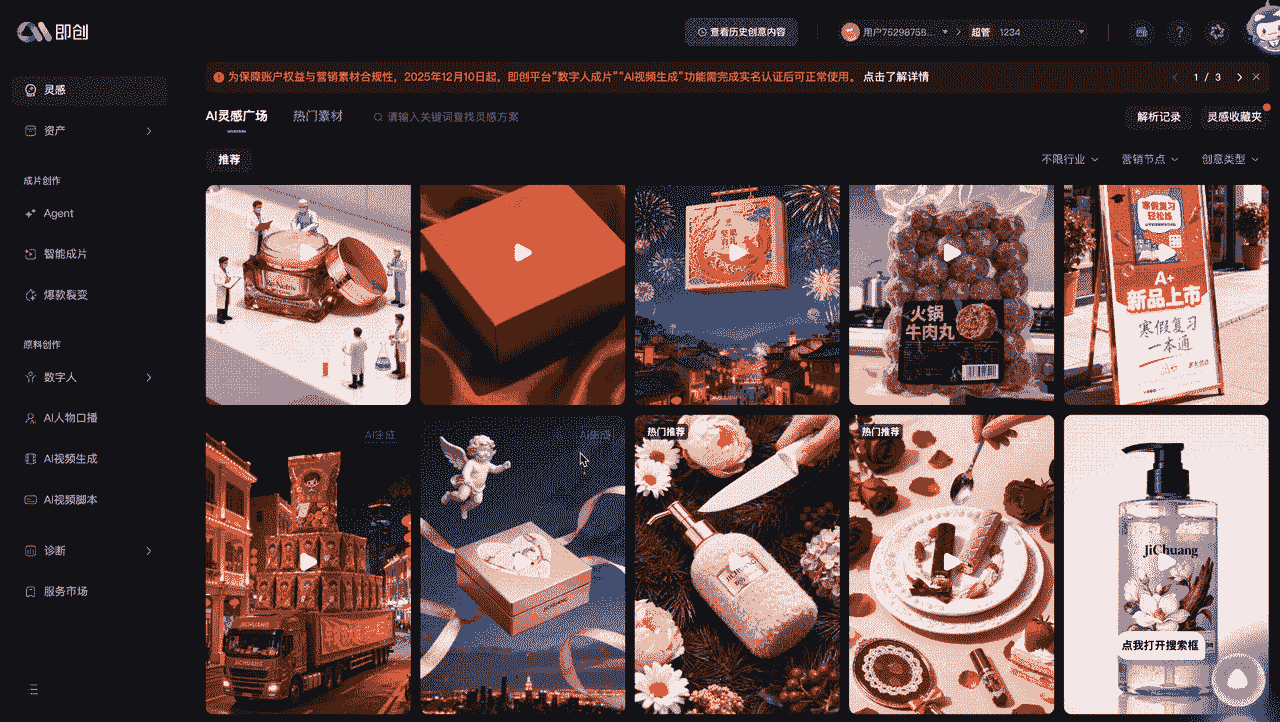 即创
查看历史创意内容
用户75298758...
超管 1234
为保障账户权益与营销素材合规性，2025年12月10日起，即创平台“数字人成片”“AI视频生成”功能需完成实名认证后可正常使用。 点击了解详情
1 / 3
灵感
资产
成片创作
Agent
智能成片
爆款裂变
原料创作
数字人
AI人物口播
AI视频生成
AI视频脚本
诊断
服务市场
AI灵感广场
热门素材
请输入关键词查找灵感方案
解析记录
灵感收藏夹
推荐
不限行业
营销节点
创意类型
火锅
牛肉丸
寒假复习
轻松练
A+
新品上市
寒假复习
一本通
AI生成
JICHUANG
JICHUANG
AI生成
热门推荐
热门推荐
JiChuang
点我打开搜索框